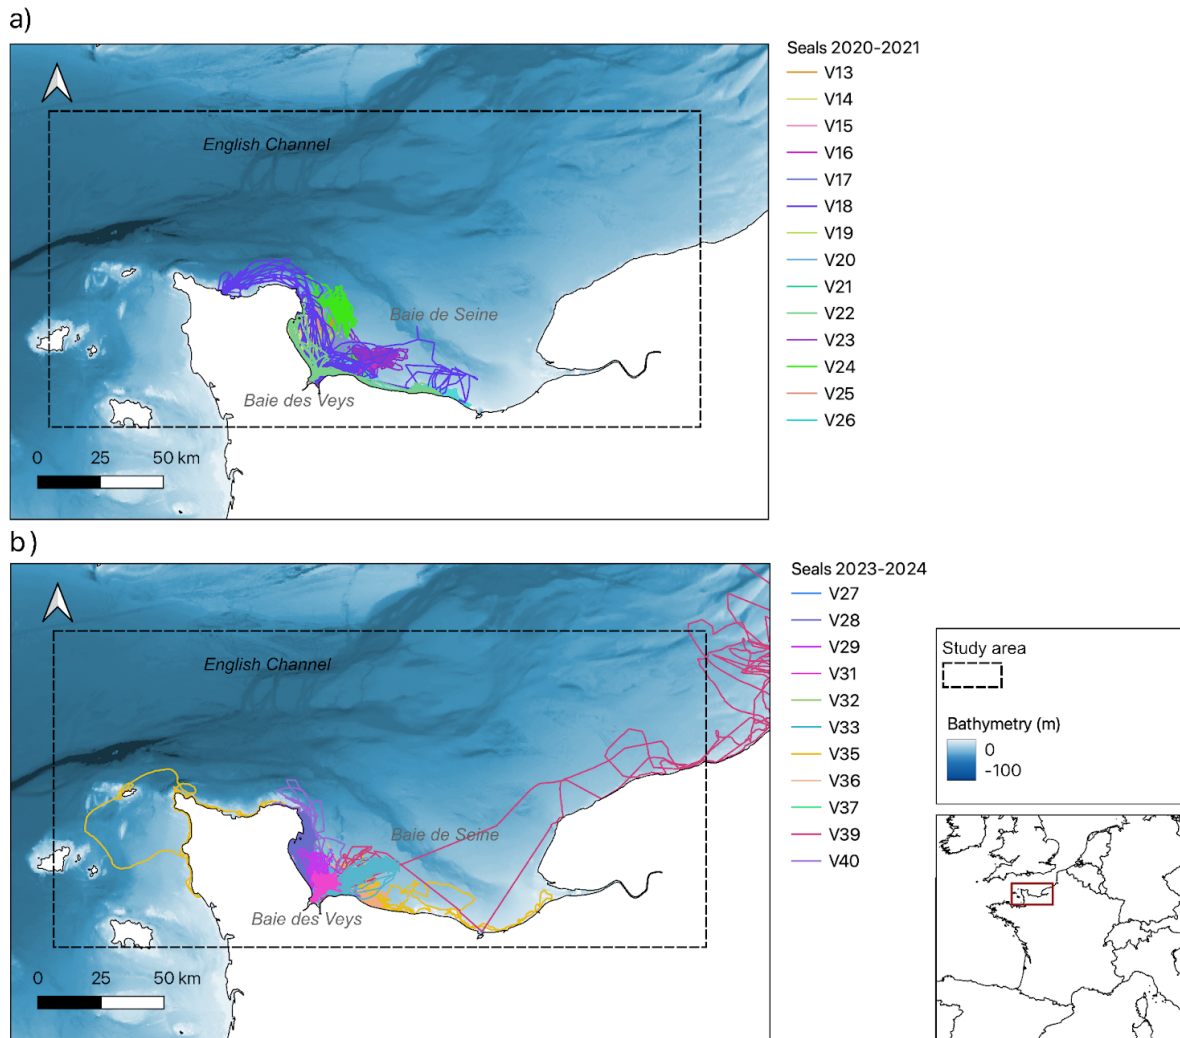 a)
Seals 2020-2021
V13
V14
V15
V16
V17
V18
V19
V20
V21
V22
V23
V24
V25
V26
English Channel
Baie de Seine
Baie des Veys
0 25 50 km
b)
Seals 2023-2024
V27
V28
V29
V31
V32
V33
V35
V36
V37
V39
V40
English Channel
Baie de Seine
Baie des Veys
0 25 50 km
Study area
Bathymetry (m)
0
-100